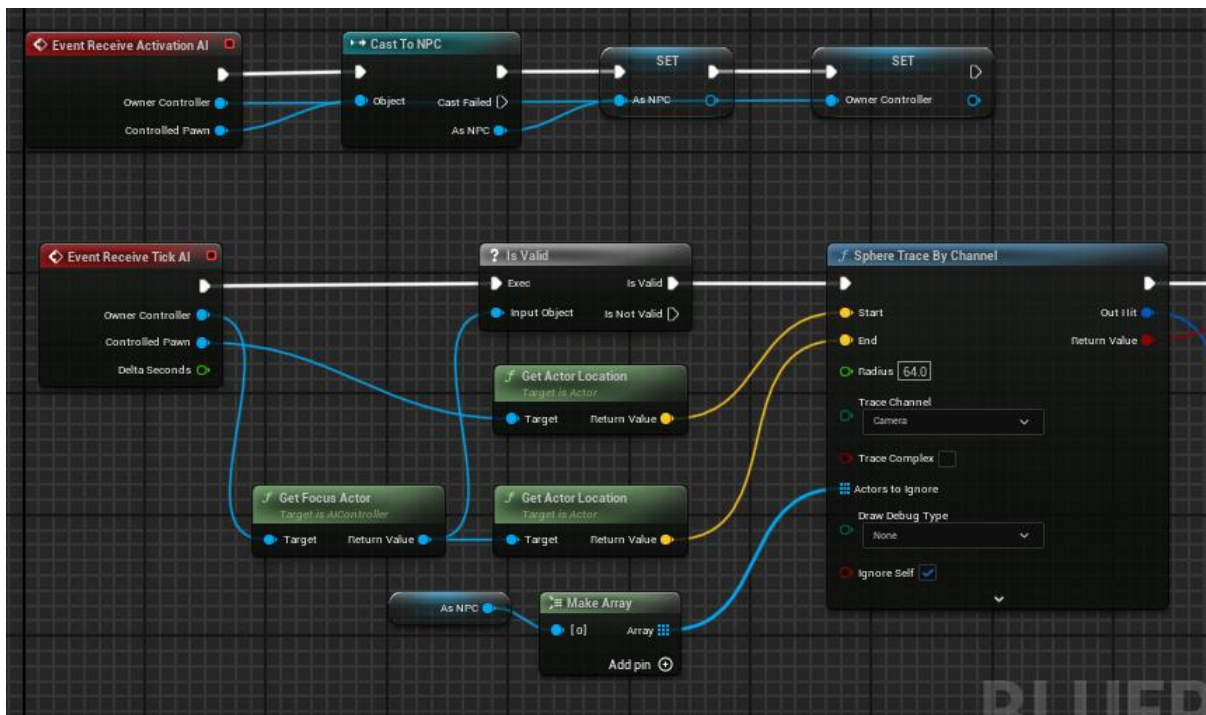 Event Receive Activation AI
Owner Controller
Controlled Pawn
Cast To NPC
Object
Cast Failed
As NPC
SET
As NPC
SET
Owner Controller
Event Receive Tick AI
Owner Controller
Controlled Pawn
Delta Seconds
? Is Valid
Exec
Is Valid
Input Object
Is Not Valid
f Get Actor Location
Target is Actor
Target
Return Value
f Get Focus Actor
Target is AIController
Target
Return Value
f Get Actor Location
Target is Actor
Target
Return Value
As NPC
Make Array
[0]
Array
Add pin
f Sphere Trace By Channel
Start
Out Hit
End
Return Value
Radius 64.0
Trace Channel
Camera
Trace Complex
Actors to Ignore
Draw Debug Type
None
Ignore Self